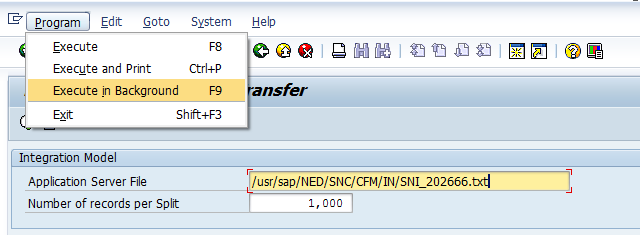 Program Edit Goto System Help
Execute F8
Execute and Print Ctrl+P
Execute in Background F9
Exit Shift+F3
ransfer
Integration Model
Application Server File /usr/sap/NED/SNC/CFM/IN/SNI_202666.txt
Number of records per Split 1,000